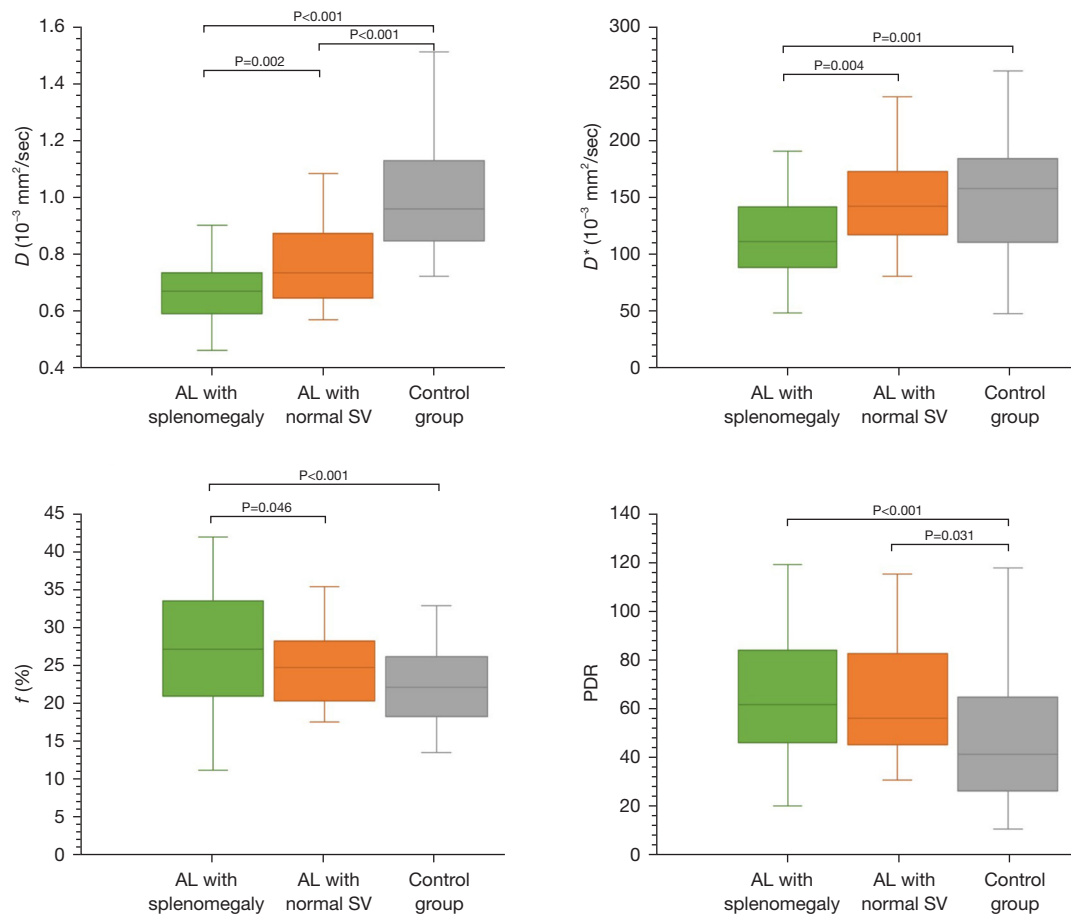 P<0.001
P<0.001
P=0.002
1.6
1.4
1.2
1.0
0.8
0.6
0.4
D (10⁻³ mm²/sec)
AL with
splenomegaly
AL with
normal SV
Control
group
P=0.001
P=0.004
300
250
200
150
100
50
0
D* (10⁻³ mm²/sec)
AL with
splenomegaly
AL with
normal SV
Control
group
P<0.001
P=0.046
45
40
35
30
25
20
15
10
5
0
f (%)
AL with
splenomegaly
AL with
normal SV
Control
group
P<0.001
P=0.031
140
120
100
80
60
40
20
0
PDR
AL with
splenomegaly
AL with
normal SV
Control
group